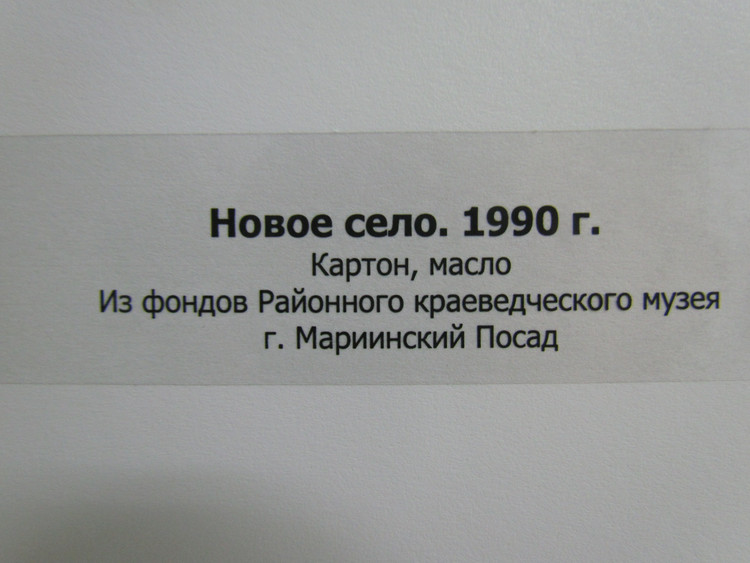 Новое село. 1990 г.
Картон, масло
Из фондов Районного краеведческого музея
г. Мариинский Посад